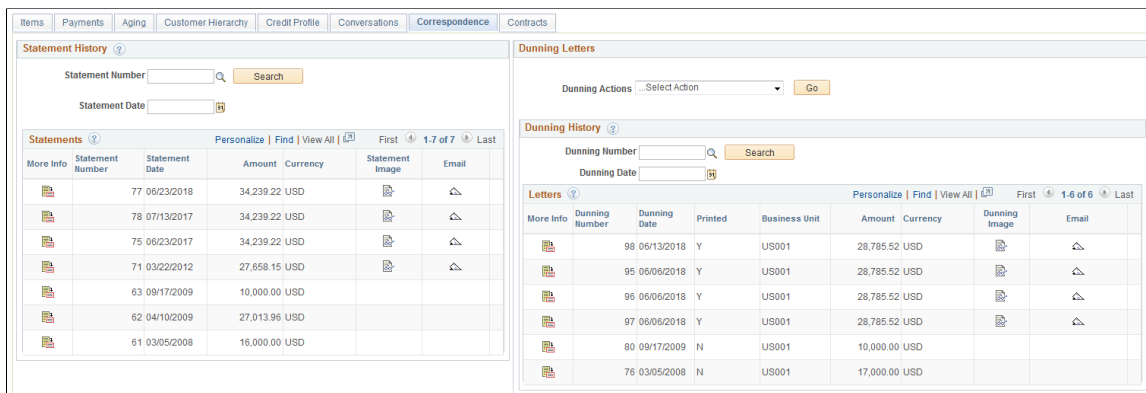 Items Payments Aging Customer Hierarchy Credit Profile Conversations Correspondence Contracts
Statement History
Statement Number Search
Statement Date
Statements Personalize | Find | View All | First 1-7 of 7 Last
More Info Statement Number Statement Date Amount Currency Statement Image Email
77 06/23/2018 34,239.22 USD
78 07/13/2017 34,239.22 USD
75 06/23/2017 34,239.22 USD
71 03/22/2012 27,658.15 USD
63 09/17/2009 10,000.00 USD
62 04/10/2009 27,013.96 USD
61 03/05/2008 16,000.00 USD
Dunning Letters
Dunning Actions ...Select Action Go
Dunning History
Dunning Number Search
Dunning Date
Letters Personalize | Find | View All | First 1-6 of 6 Last
More Info Dunning Number Dunning Date Printed Business Unit Amount Currency Dunning Image Email
98 06/13/2018 Y US001 28,785.52 USD
95 06/06/2018 Y US001 28,785.52 USD
96 06/06/2018 Y US001 28,785.52 USD
97 06/06/2018 Y US001 28,785.52 USD
80 09/17/2009 N US001 10,000.00 USD
76 03/05/2008 N US001 17,000.00 USD